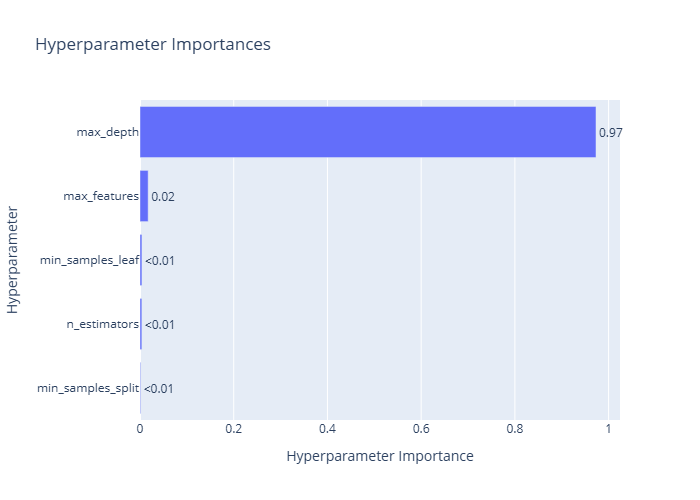 Hyperparameter Importances
Hyperparameter
max_depth
0.97
max_features
0.02
min_samples_leaf
<0.01
n_estimators
<0.01
min_samples_split
<0.01
0
0.2
0.4
0.6
0.8
1
Hyperparameter Importance